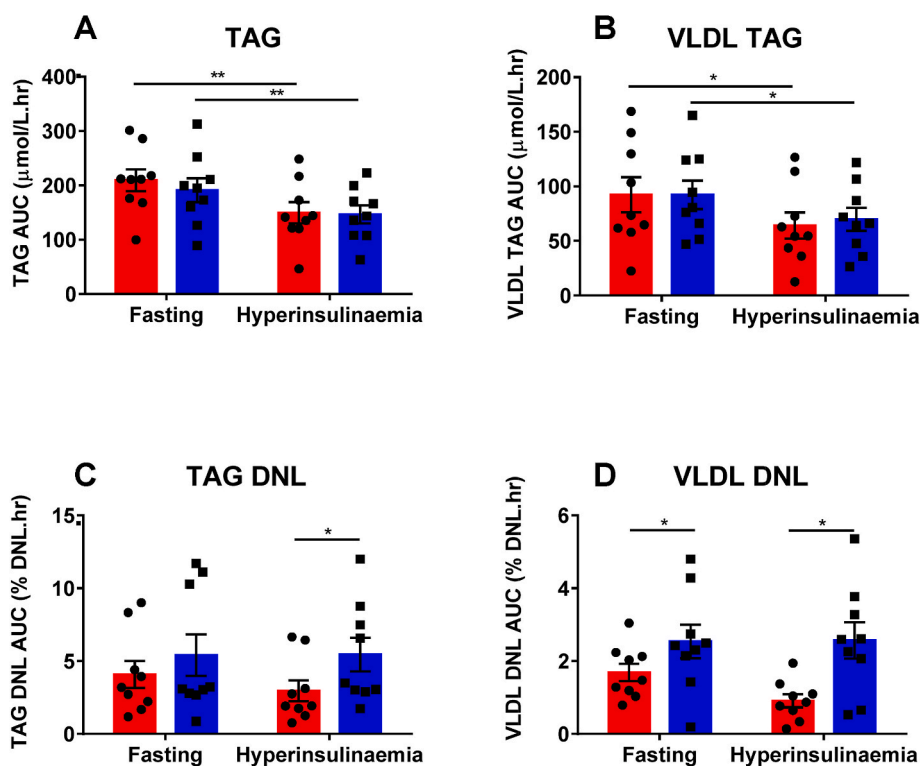 A
TAG
TAG AUC (μmol/L.hr)
400
300
200
100
0
**
**
Fasting
Hyperinsulinaemia
B
VLDL TAG
VLDL TAG AUC (μmol/L.hr)
200
150
100
50
0
*
*
Fasting
Hyperinsulinaemia
C
TAG DNL
TAG DNL AUC (% DNL.hr)
15
10
5
0
*
Fasting
Hyperinsulinaemia
D
VLDL DNL
VLDL DNL AUC (% DNL.hr)
6
4
2
0
*
*
Fasting
Hyperinsulinaemia